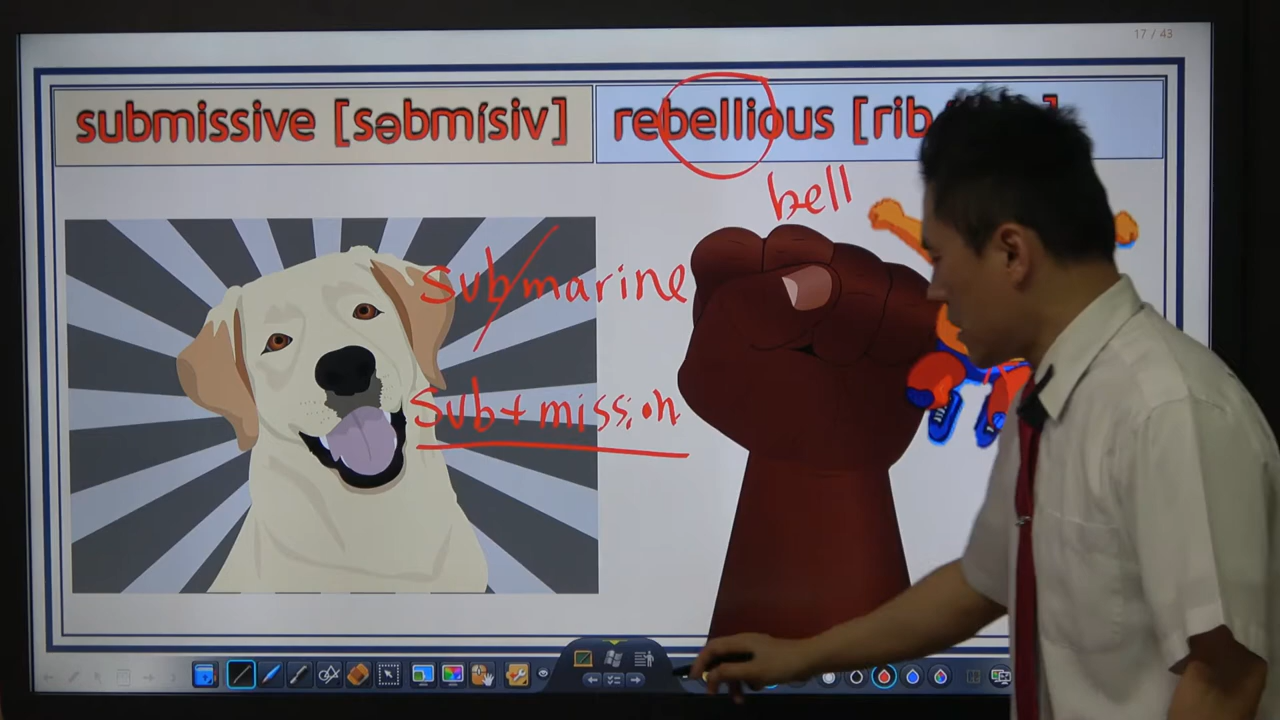 17 / 43
submissive [səbmísiv]
rebellious [rib
bell
submarine
Sub+mission